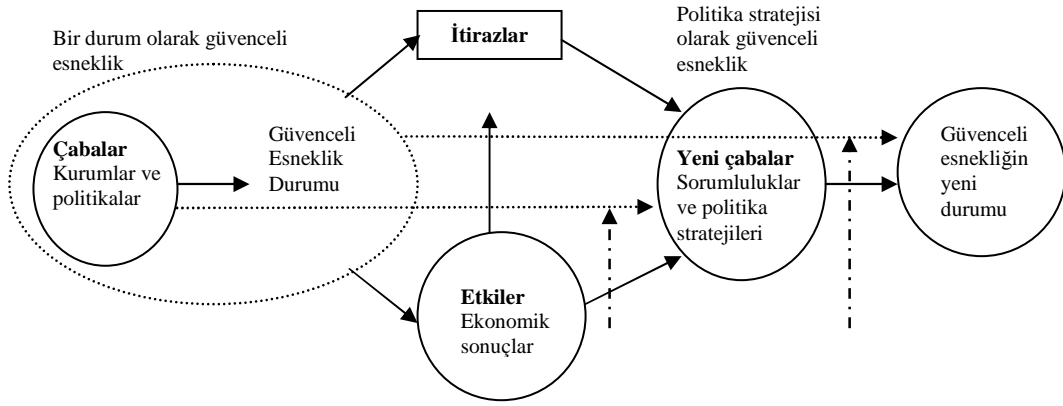 Bir durum olarak güvenceli
esneklik
İtirazlar
Politika stratejisi
olarak güvenceli
esneklik
Çabalar
Kurumlar ve
politikalar
Güvenceli
Esneklik
Durumu
Yeni çabalar
Sorumluluklar
ve politika
stratejileri
Güvenceli
esnekliğin
yeni
durumu
Etkiler
Ekonomik
sonuçlar